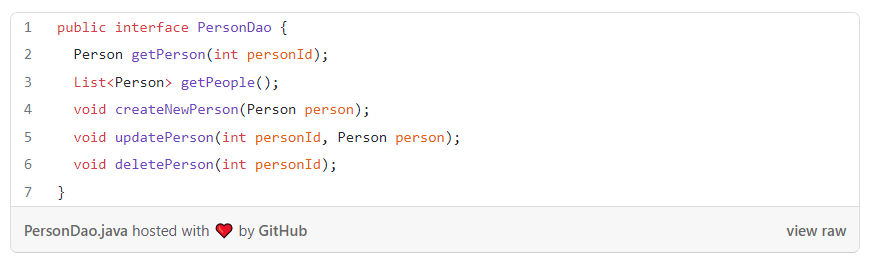 1 public interface PersonDao {
2 Person getPerson(int personId);
3 List<Person> getPeople();
4 void createNewPerson(Person person);
5 void updatePerson(int personId, Person person);
6 void deletePerson(int personId);
7 }
PersonDao.java hosted with ❤ by GitHub view raw